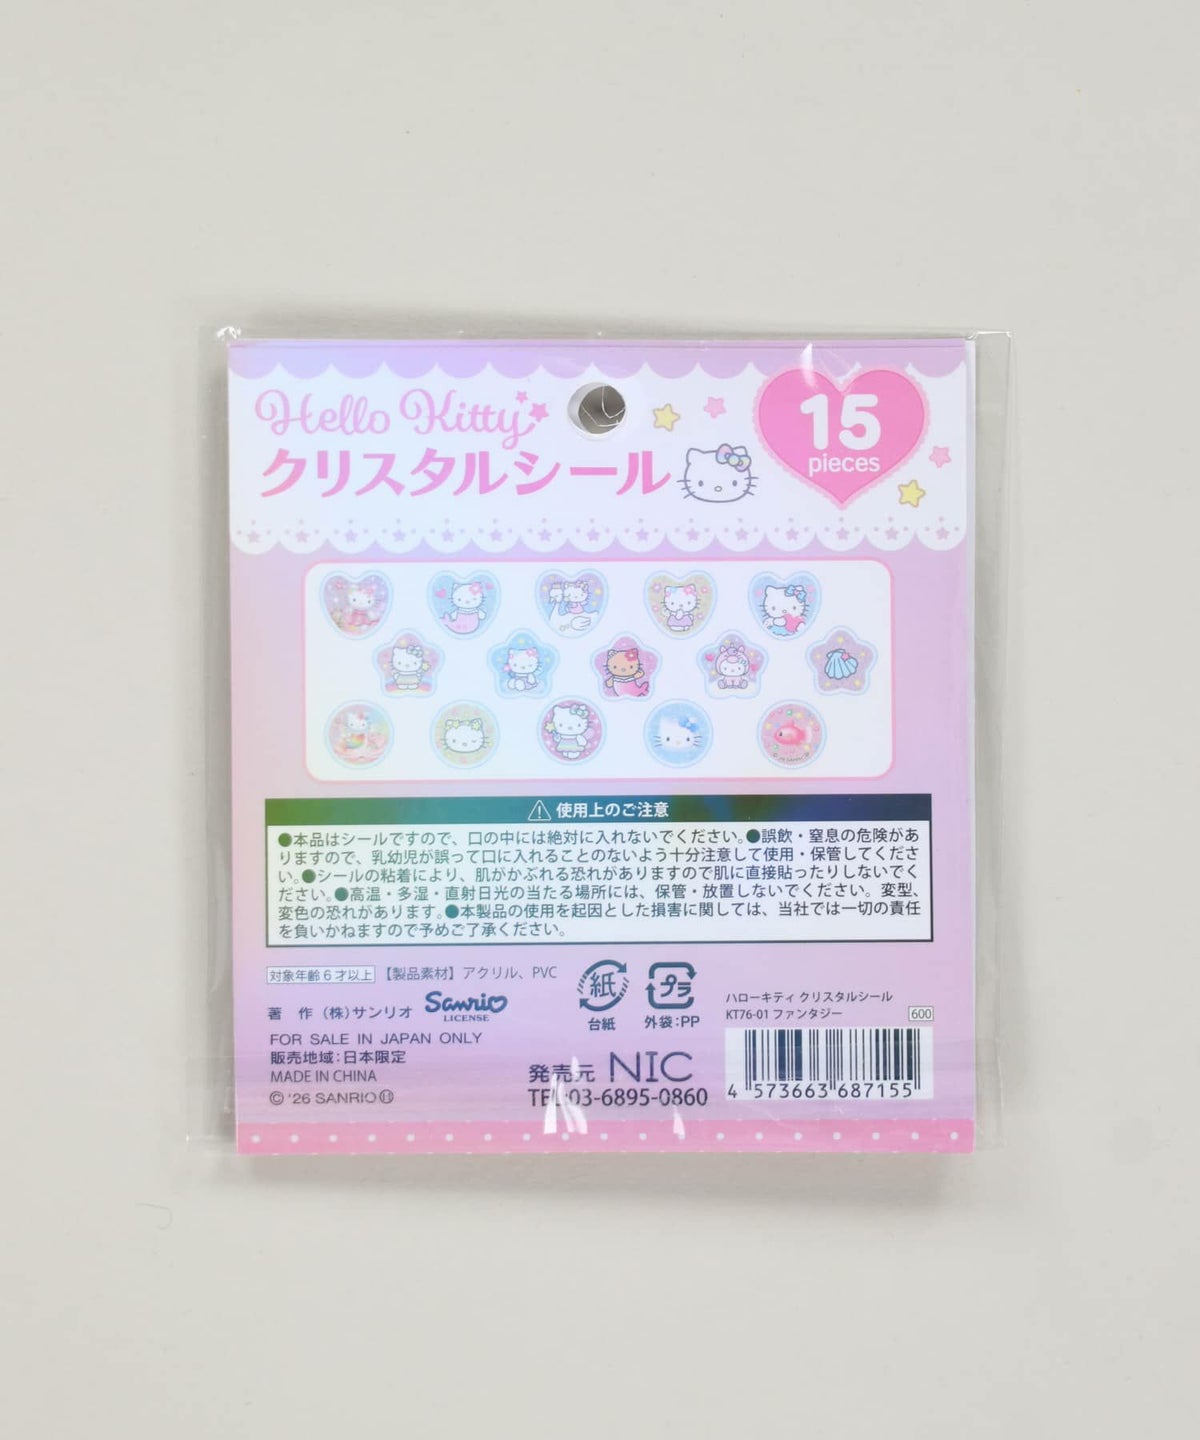 Hello Kitty
クリスタルシール
15
pieces
使用上のご注意
●本品はシールですので、口の中には絶対に入れないでください。●誤飲・窒息の危険があ
りますので、乳幼児が誤って口に入れることのないよう十分注意して使用・保管してくださ
い。●シールの粘着により、肌がかぶれる恐れがありますので肌に直接貼ったりしないでく
ださい。●高温・多湿・直射日光の当たる場所には、保管・放置しないでください。変型、
変色の恐れがあります。●本製品の使用を起因とした損害に関しては、当社では一切の責任
を負いかねますので予めご了承ください。
対象年齢6才以上 【製品素材】アクリル、PVC
著 作 (株)サンリオ
Sanrio
LICENSE
FOR SALE IN JAPAN ONLY
販売地域：日本限定
MADE IN CHINA
© '26 SANRIO Ⓗ
紙
台紙
プラ
外袋：PP
発売元 NIC
TEL:03-6895-0860
ハローキティ クリスタルシール
KT76-01 ファンタジー
600
4 573663 687155